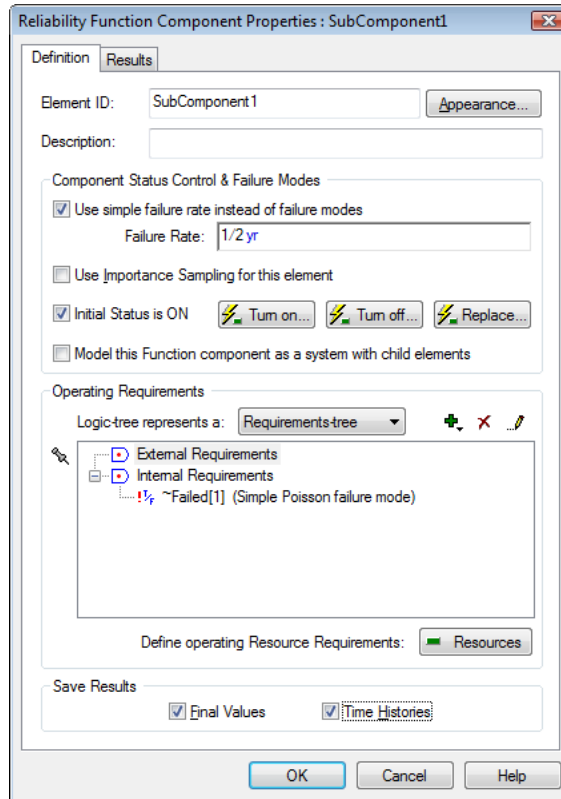 Reliability Function Component Properties : SubComponent1
Definition Results
Element ID: SubComponent1 Appearance...
Description:
Component Status Control & Failure Modes
Use simple failure rate instead of failure modes
Failure Rate: 1/2 yr
Use Importance Sampling for this element
Initial Status is ON Turn on... Turn off... Replace...
Model this Function component as a system with child elements
Operating Requirements
Logic-tree represents a: Requirements-tree
External Requirements
Internal Requirements
!T/F ~Failed[1] (Simple Poisson failure mode)
Define operating Resource Requirements: Resources
Save Results
Final Values Time Histories
OK Cancel Help